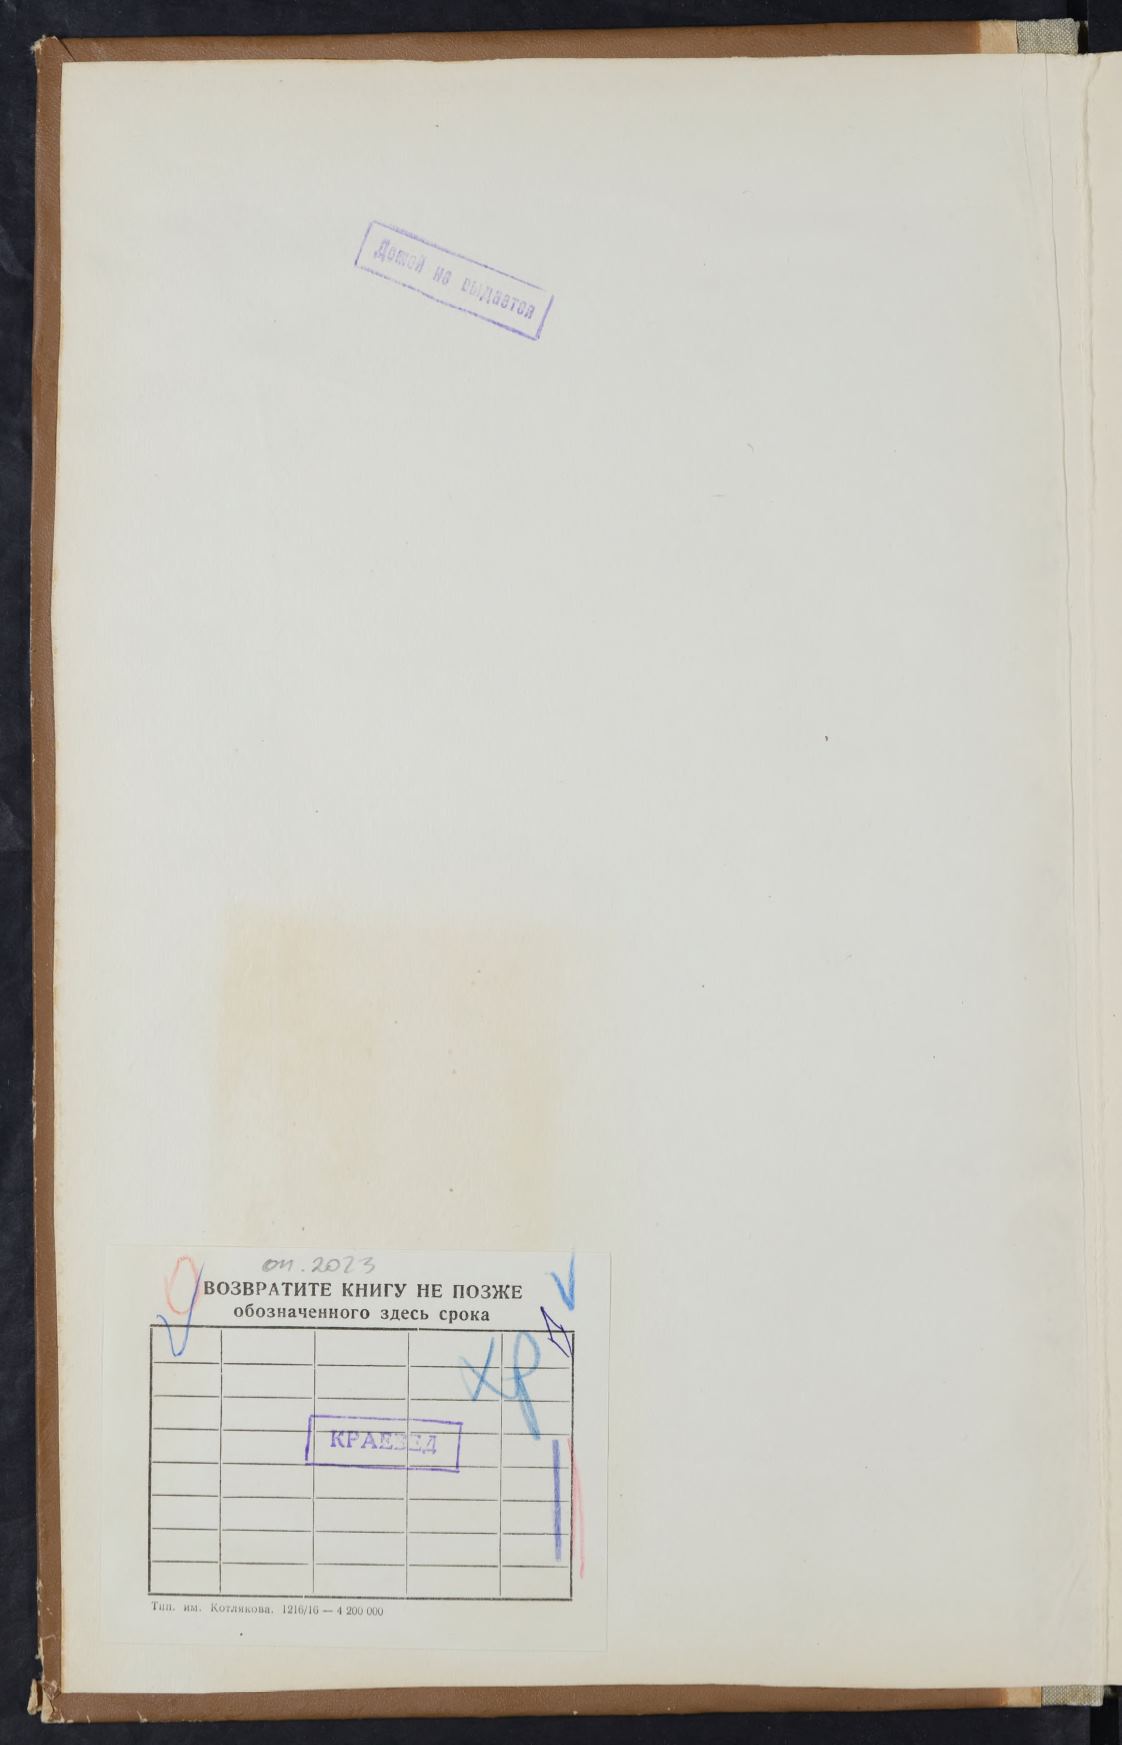 Домой не выдается
оп. 2023
ВОЗВРАТИТЕ КНИГУ НЕ ПОЗЖЕ
обозначенного здесь срока
хр
КРАЕВЕД
Тип. им. Котлякова. 1216/16 — 4 200 000